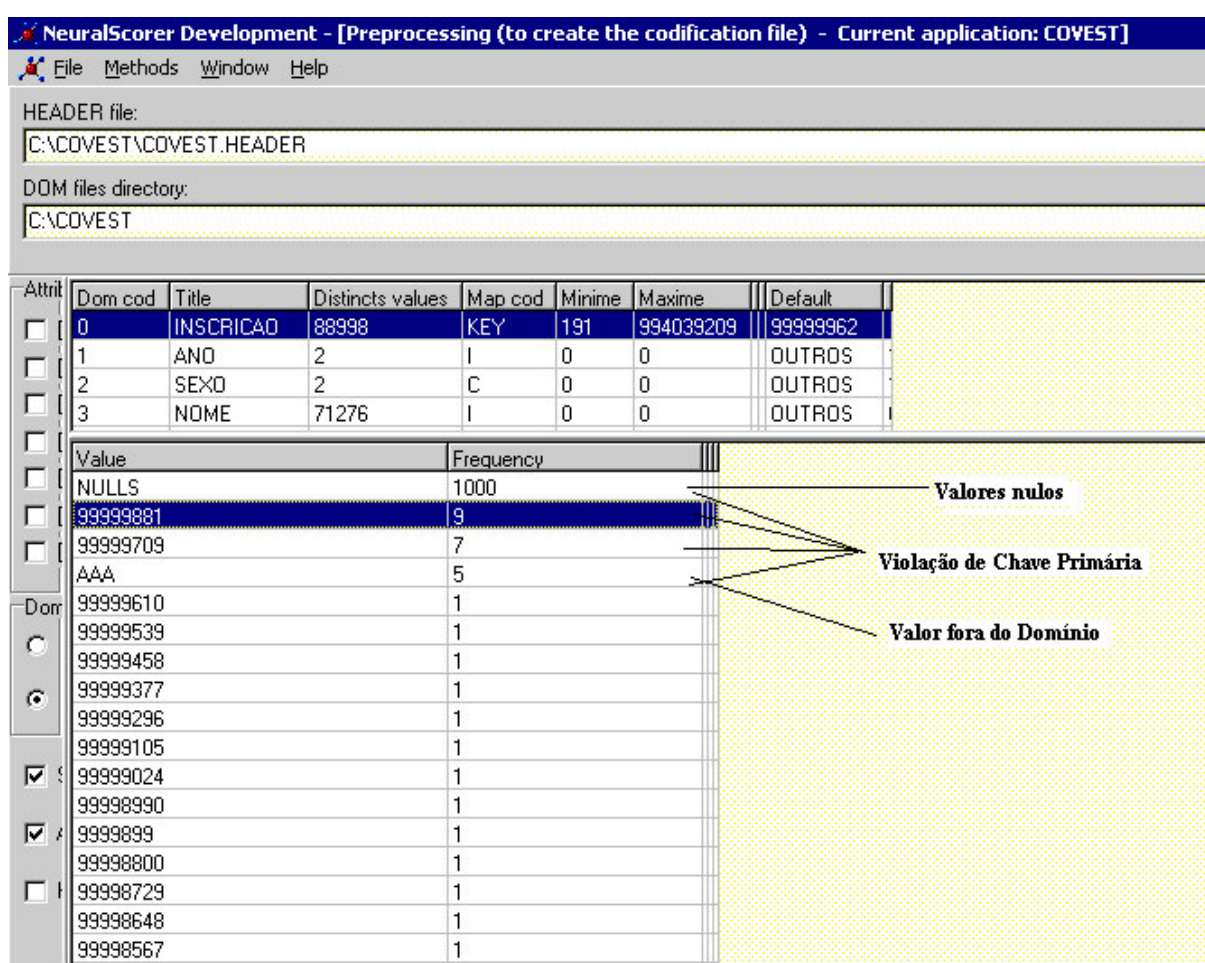 NeuralScorer Development - [Preprocessing (to create the codification file) - Current application: COVEST]
File Methods Window Help
HEADER file:
C:\COVEST\COVEST.HEADER
DOM files directory:
C:\COVEST
Attrib
Dom cod Title Distincts values Map cod Minime Maxime Default
0 INSCRICAO 88998 KEY 191 994039209 99999962
1 ANO 2 I 0 0 OUTROS
2 SEXO 2 C 0 0 OUTROS
3 NOME 71276 I 0 0 OUTROS
Value Frequency
NULLS 1000
Valores nulos
99999881 9
99999709 7
Violação de Chave Primária
AAA 5
Dom
99999610 1
99999539 1
Valor fora do Domínio
99999458 1
99999377 1
99999296 1
99999105 1
99999024 1
99998990 1
9999899 1
99998800 1
99998729 1
99998648 1
99998567 1